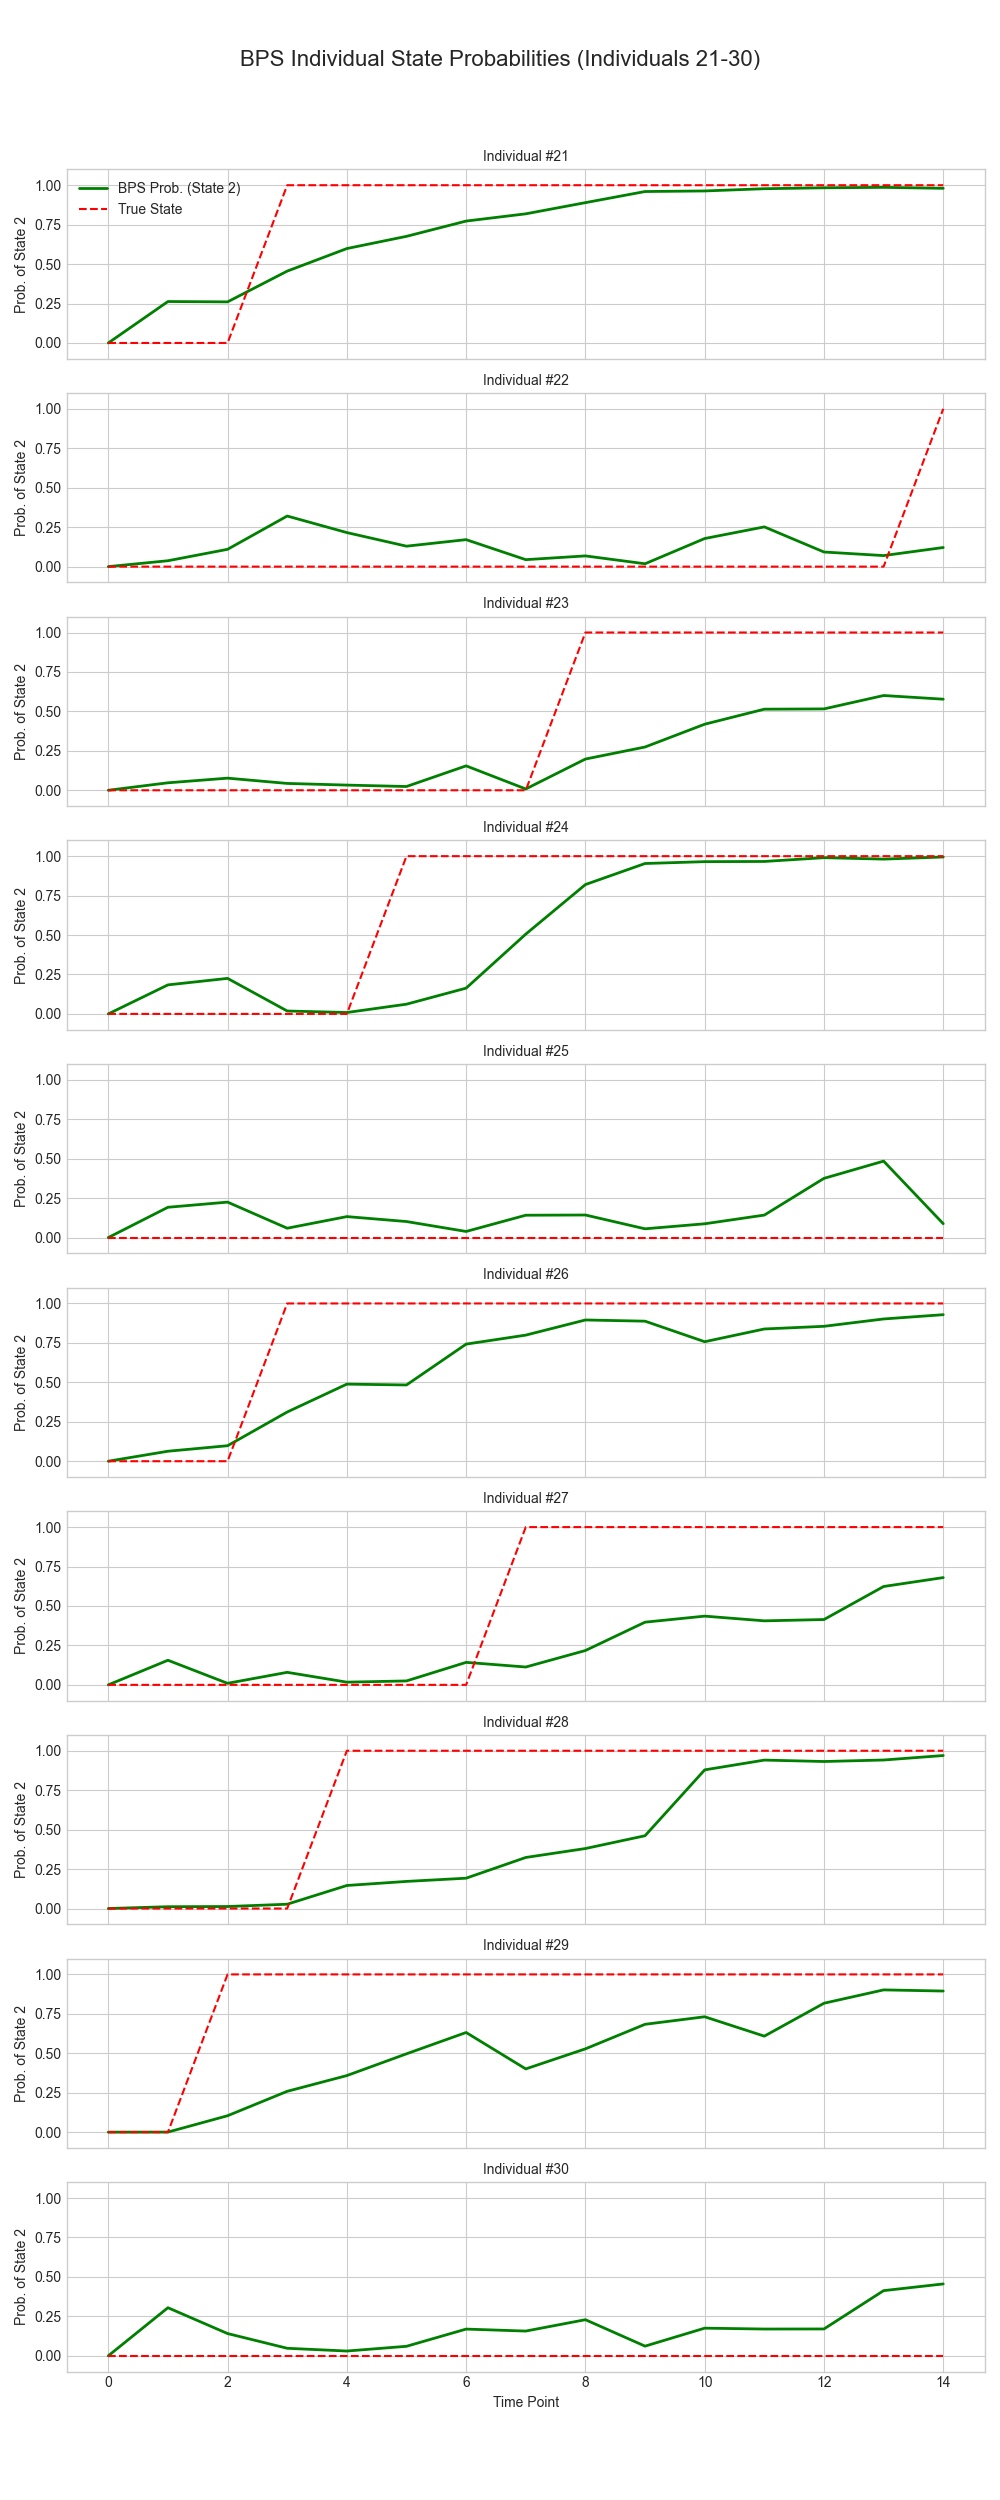 BPS Individual State Probabilities (Individuals 21-30)
Individual #21
BPS Prob. (State 2)
True State
1.00
0.75
0.50
0.25
0.00
Prob. of State 2
Individual #22
1.00
0.75
0.50
0.25
0.00
Prob. of State 2
Individual #23
1.00
0.75
0.50
0.25
0.00
Prob. of State 2
Individual #24
1.00
0.75
0.50
0.25
0.00
Prob. of State 2
Individual #25
1.00
0.75
0.50
0.25
0.00
Prob. of State 2
Individual #26
1.00
0.75
0.50
0.25
0.00
Prob. of State 2
Individual #27
1.00
0.75
0.50
0.25
0.00
Prob. of State 2
Individual #28
1.00
0.75
0.50
0.25
0.00
Prob. of State 2
Individual #29
1.00
0.75
0.50
0.25
0.00
Prob. of State 2
Individual #30
1.00
0.75
0.50
0.25
0.00
Prob. of State 2
0 2 4 6 8 10 12 14
Time Point